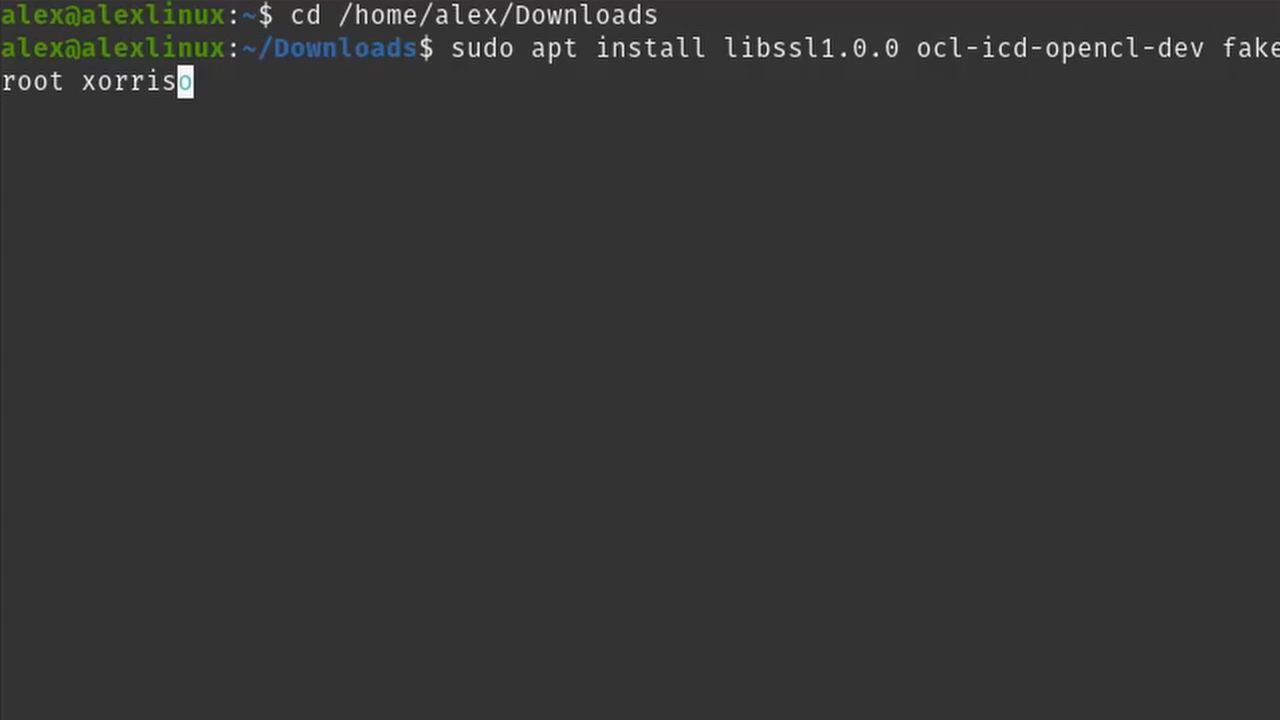 alex@alexlinux:~$ cd /home/alex/Downloads
alex@alexlinux:~/Downloads$ sudo apt install libssl1.0.0 ocl-icd-opencl-dev fake
root xorriso